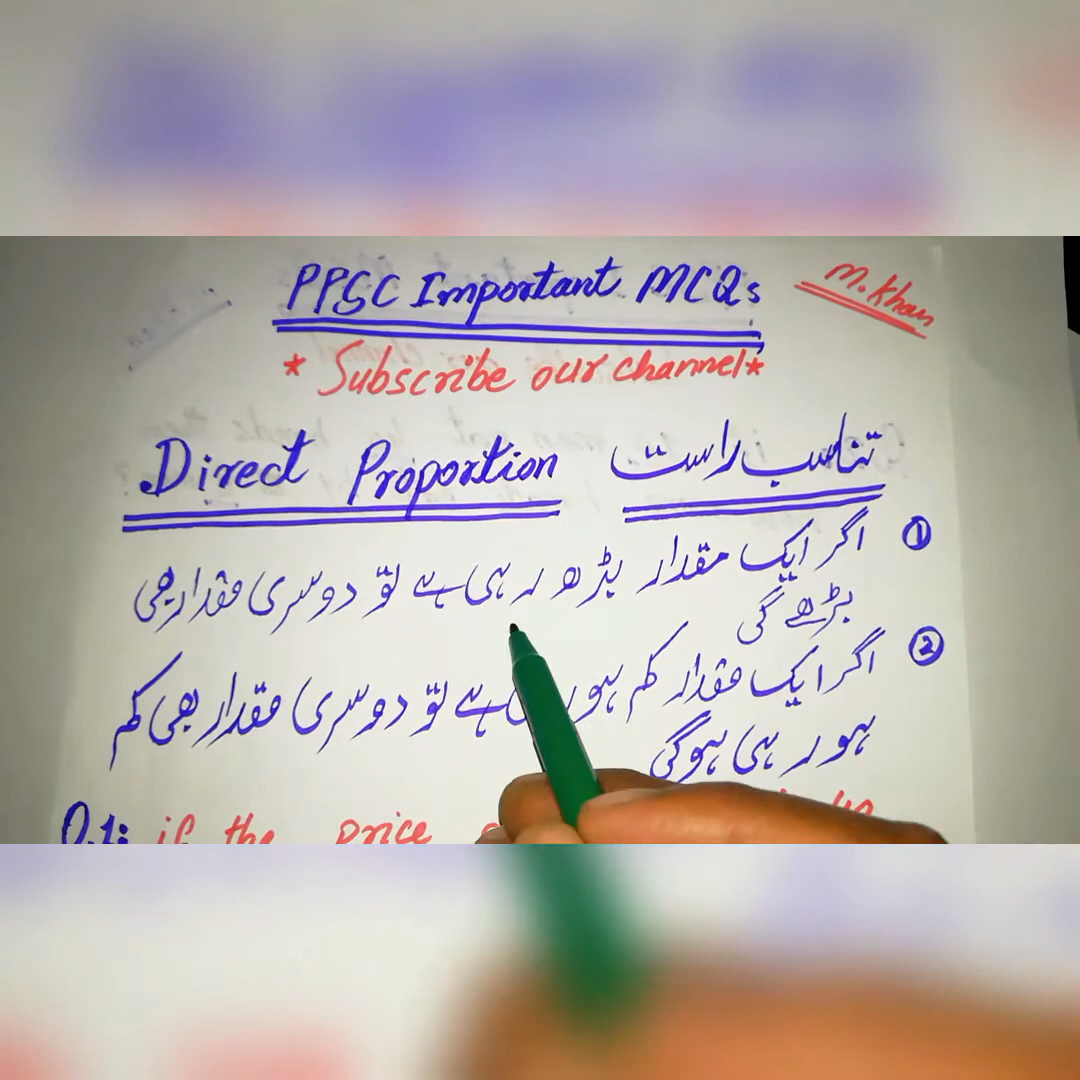 PPSC Important MCQs
M. Khan
* Subscribe our channel *
Direct Proportion تناسب راست
① اگر ایک مقدار بڑھ رہی ہے تو دوسری مقدار بھی
بڑھے گی
② اگر ایک مقدار کم ہو رہی ہے تو دوسری مقدار بھی کم
ہو رہی ہوگی
Q.1: if the price